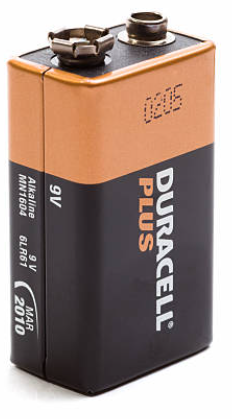 0205
DURACELL®
PLUS
9V
Alkaline 9 V
MN1604 6LR61
MAR
2010